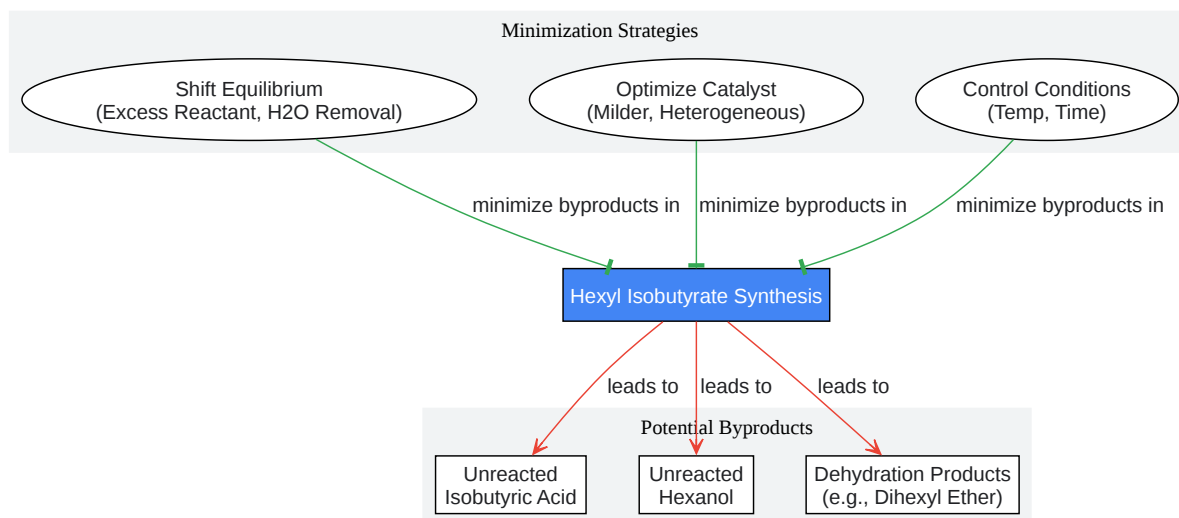 Minimization Strategies
Shift Equilibrium
(Excess Reactant, H2O Removal)
Optimize Catalyst
(Milder, Heterogeneous)
Control Conditions
(Temp, Time)
minimize byproducts in
minimize byproducts in
minimize byproducts in
Hexyl Isobutyrate Synthesis
leads to
leads to
leads to
Potential Byproducts
Unreacted
Isobutyric Acid
Unreacted
Hexanol
Dehydration Products
(e.g., Dihexyl Ether)